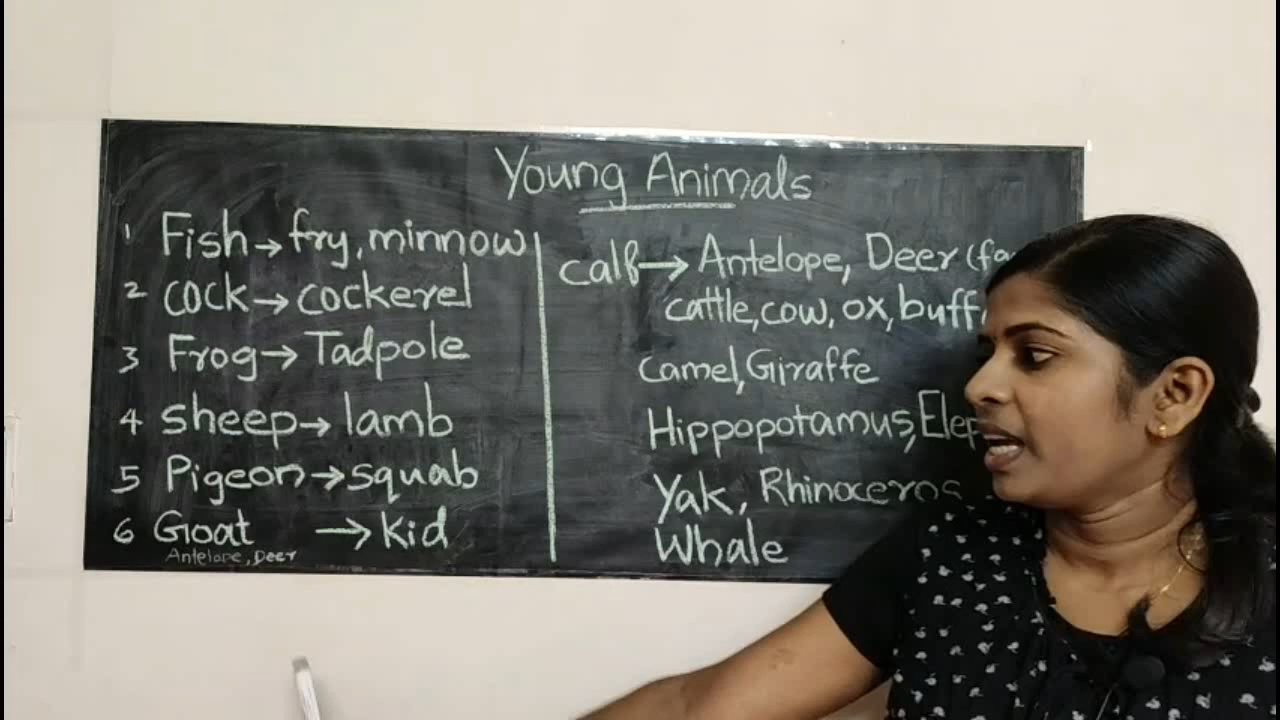 Young Animals
1 Fish → fry, minnow
2 cock → cockerel
3 Frog → Tadpole
4 sheep → lamb
5 Pigeon → squab
6 Goat → kid
Antelope, Deer
calf → Antelope, Deer
cattle, cow, ox,
Camel, Giraffe
Hippopotamus,
Yak, Rhinoceros
Whale